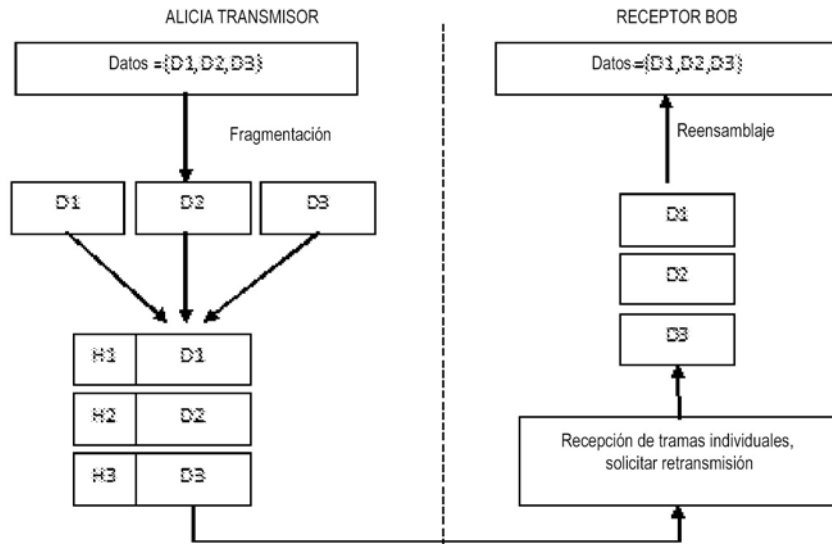 ALICIA TRANSMISOR
Datos ={D1,D2,D3}
Fragmentación
D1
D2
D3
H1 D1
H2 D2
H3 D3
RECEPTOR BOB
Datos={D1,D2,D3}
Reensamblaje
D1
D2
D3
Recepción de tramas individuales,
solicitar retransmisión